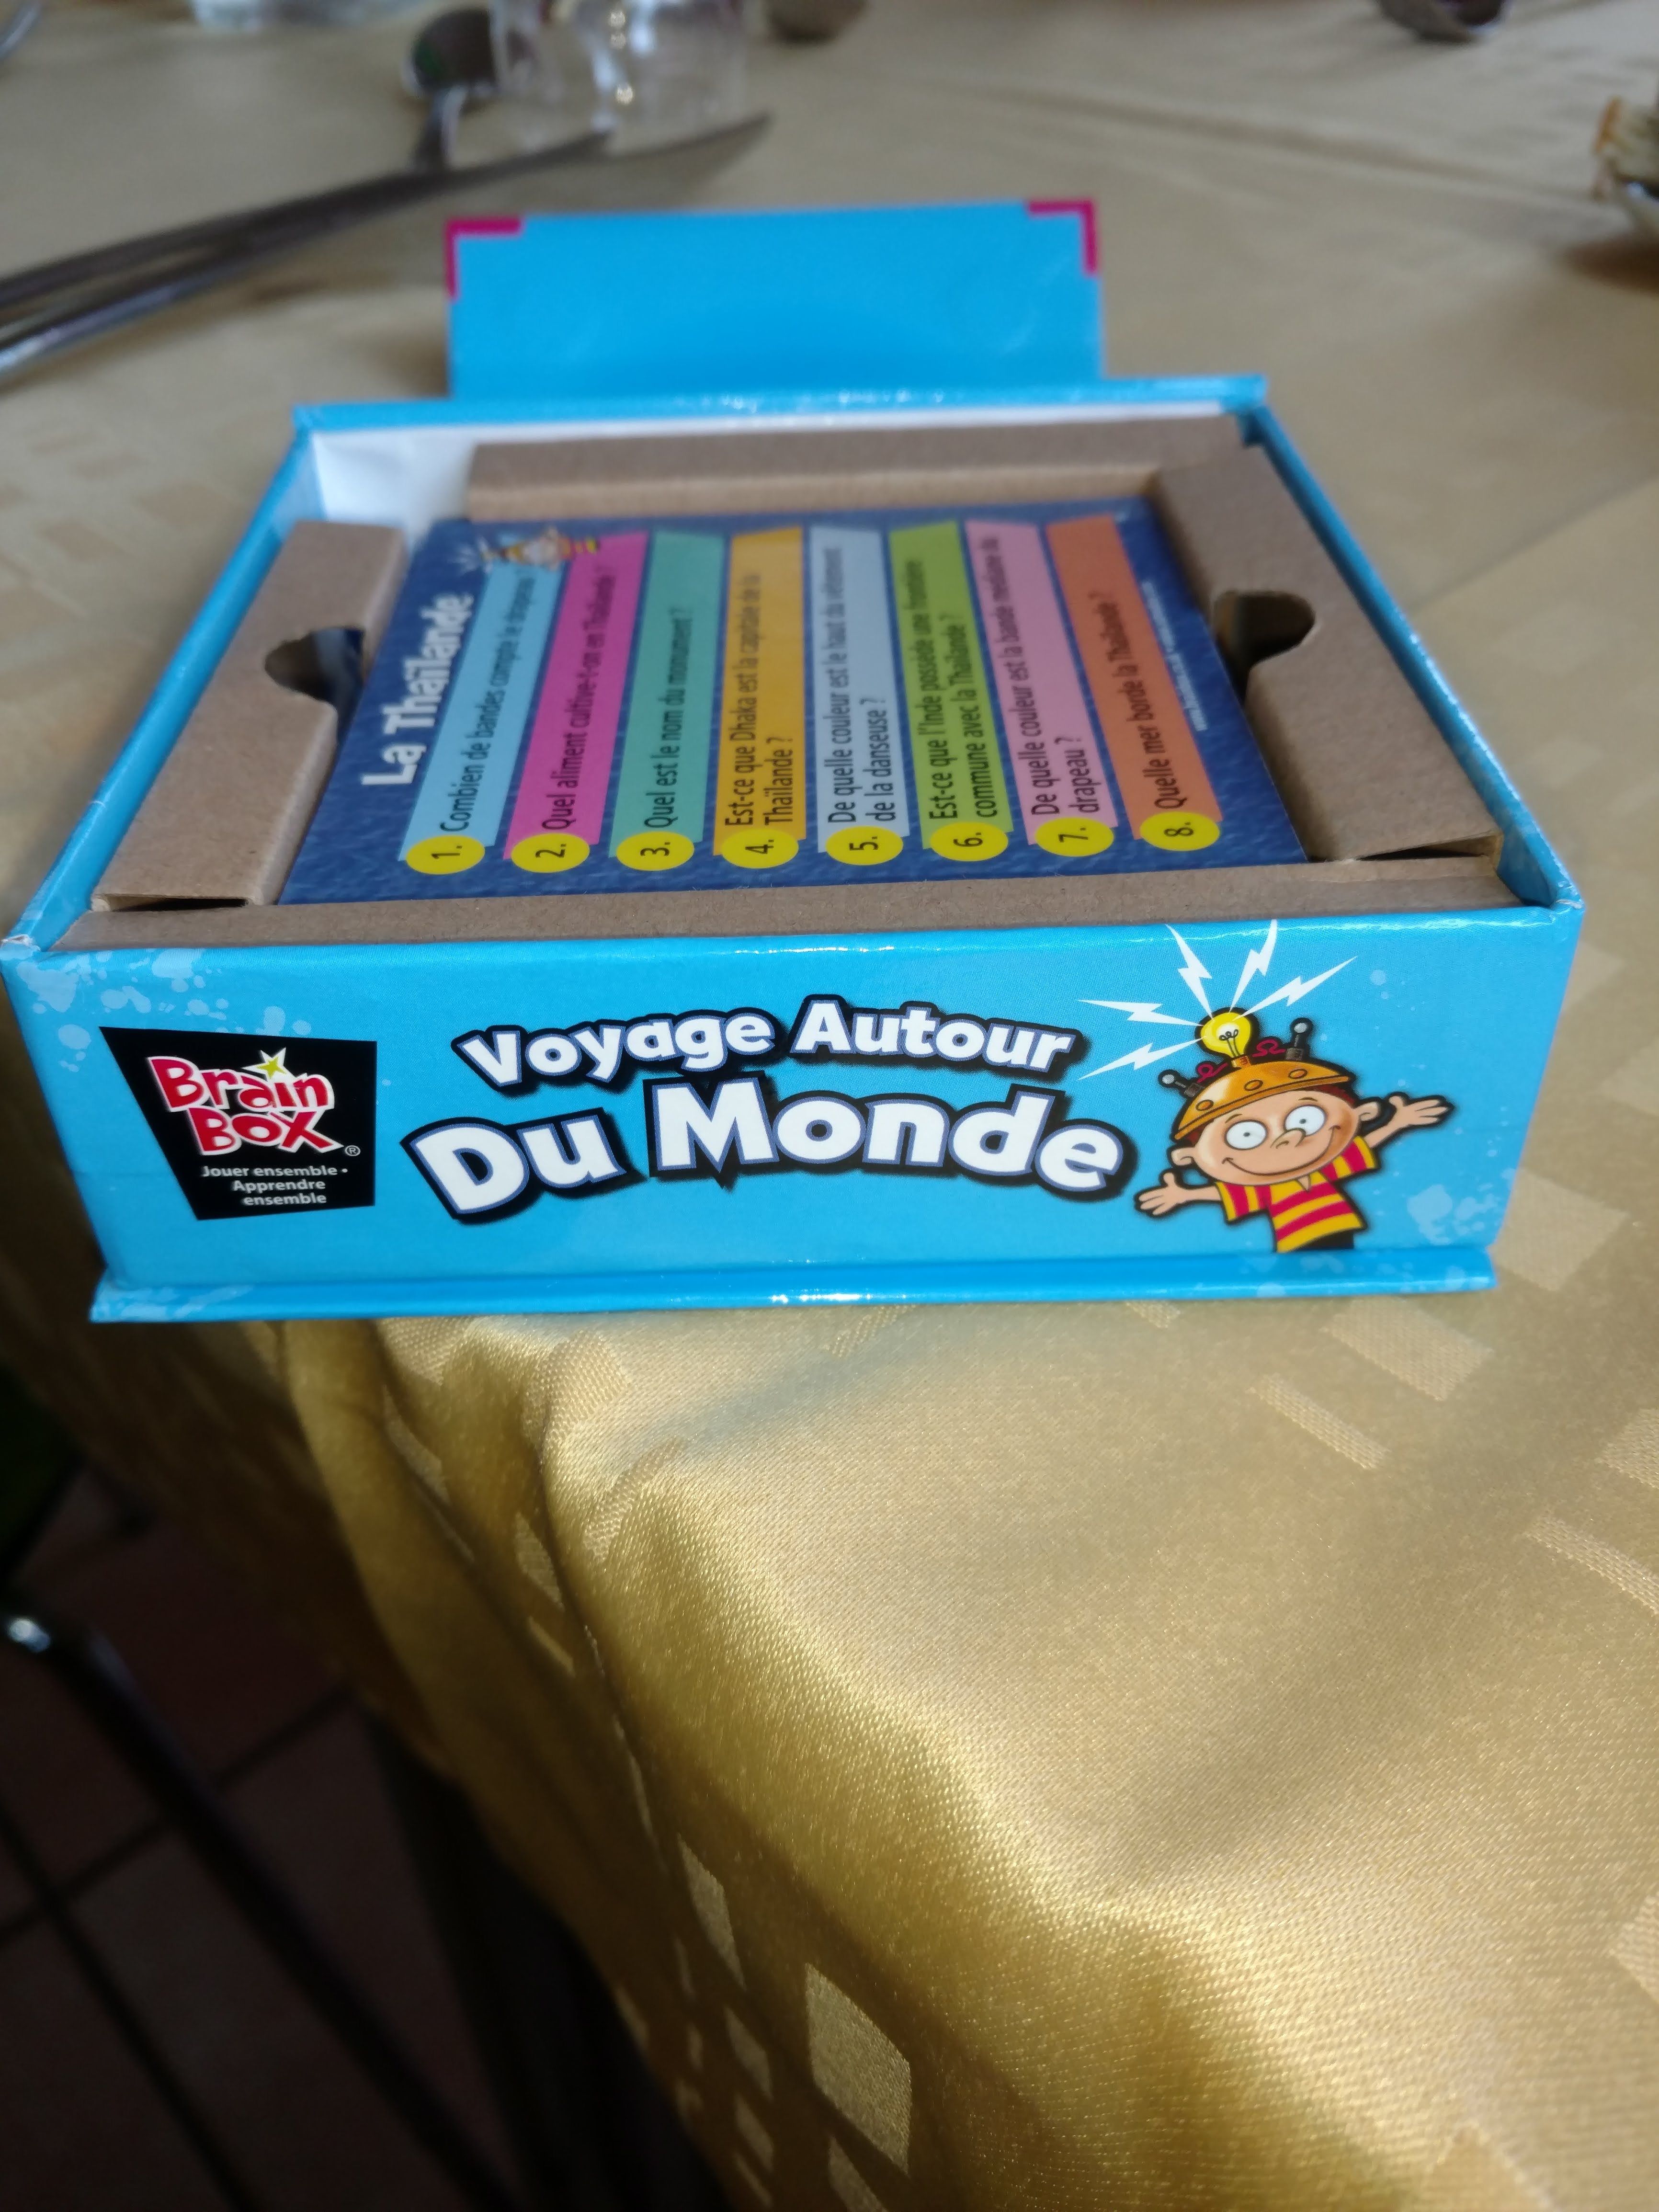 La Thaïlande
1. Combien de bandes compte le drapeau ?
2. Quel aliment cultive-t-on en Thaïlande ?
3. Quel est le nom du monument ?
4. Est-ce que Dhaka est la capitale de la
Thaïlande ?
5. De quelle couleur est le haut du vêtement
de la danseuse ?
6. Est-ce que l'Inde possède une frontière
commune avec la Thaïlande ?
7. De quelle couleur est la bande médiane du
drapeau ?
8. Quelle mer borde la Thaïlande ?
Brain
Box®
Jouer ensemble •
Apprendre
ensemble
Voyage Autour
Du Monde